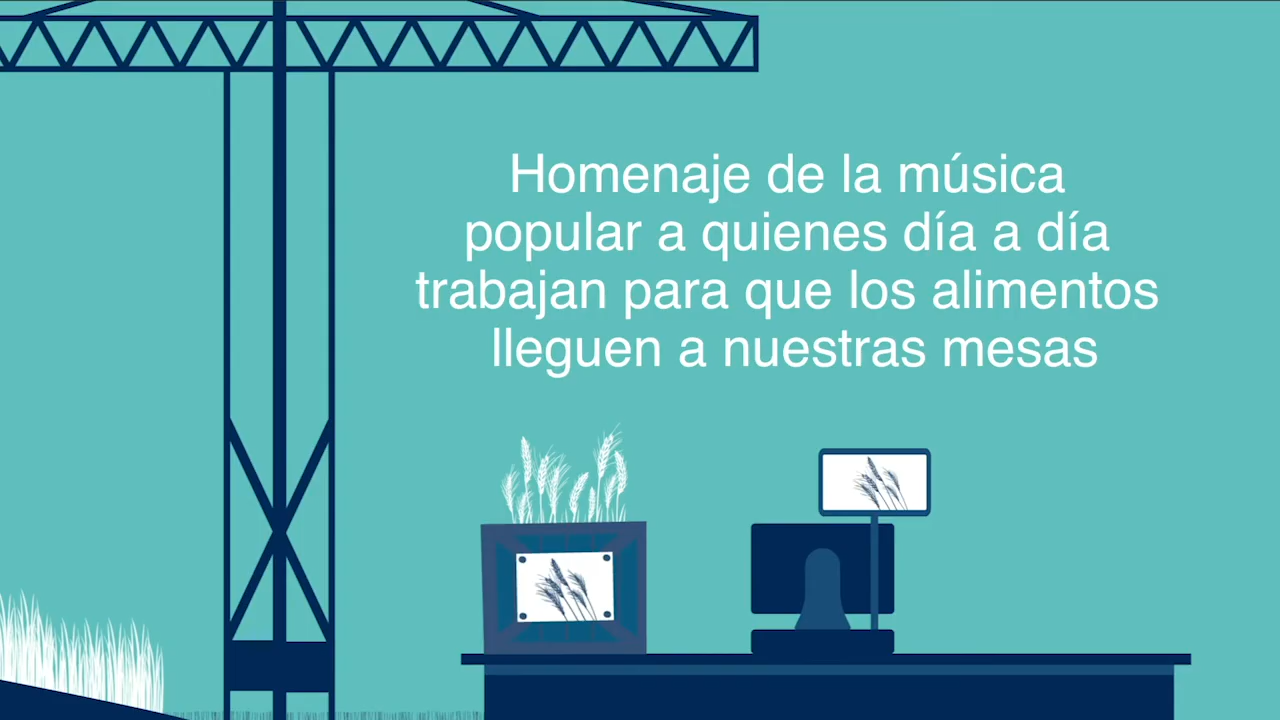 Homenaje de la música
popular a quienes día a día
trabajan para que los alimentos
lleguen a nuestras mesas